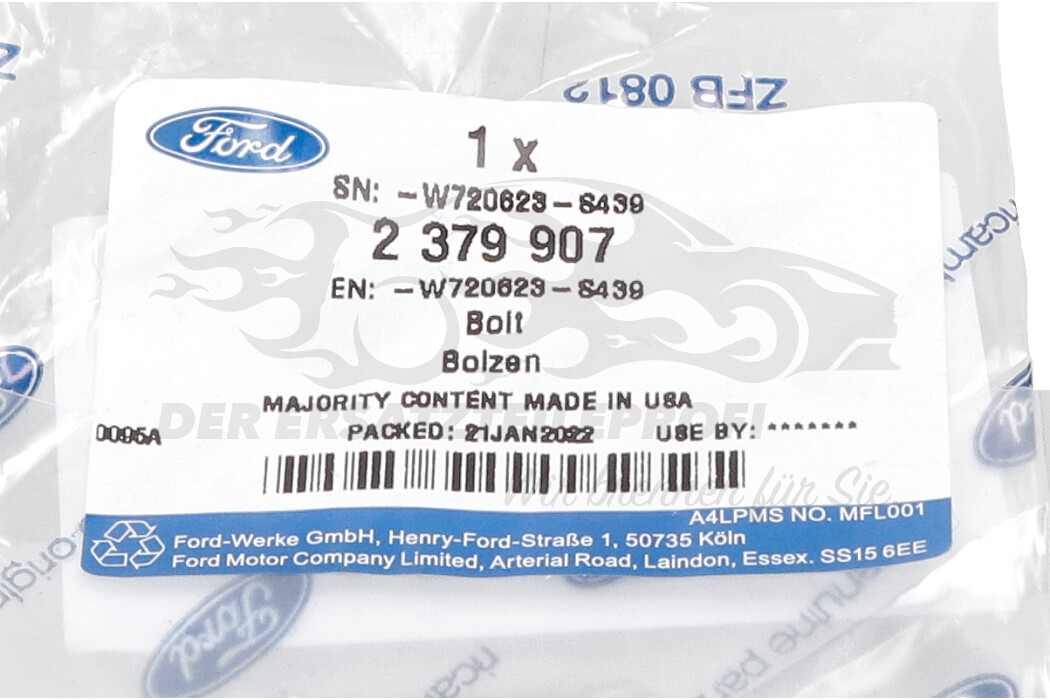 ZFB 0812
Ford
1 x
SN: -W720623-S439
2 379 907
EN: -W720623-S439
Bolt
Bolzen
MAJORITY CONTENT MADE IN USA
DER ERSATZTEILEPROFI
0095A PACKED: 21JAN2022 USE BY: *******
Wir brennen für Sie.
A4LPMS NO. MFL001
Ford-Werke GmbH, Henry-Ford-Straße 1, 50735 Köln
Ford Motor Company Limited, Arterial Road, Laindon, Essex. SS15 6EE
Ford